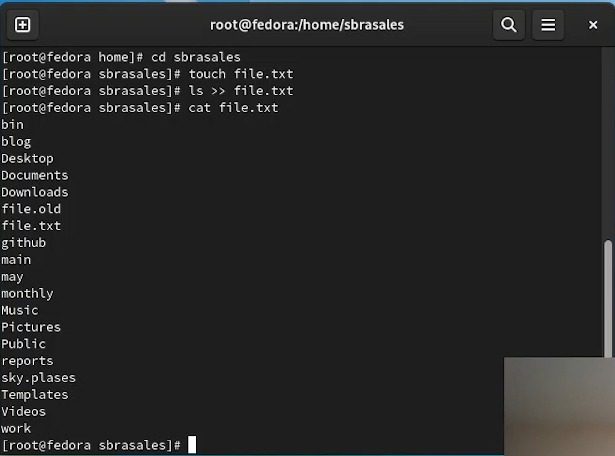 root@fedora:/home/sbrasales
[root@fedora home]# cd sbrasales
[root@fedora sbrasales]# touch file.txt
[root@fedora sbrasales]# ls >> file.txt
[root@fedora sbrasales]# cat file.txt
bin
blog
Desktop
Documents
Downloads
file.old
file.txt
github
main
may
monthly
Music
Pictures
Public
reports
sky.plases
Templates
Videos
work
[root@fedora sbrasales]#